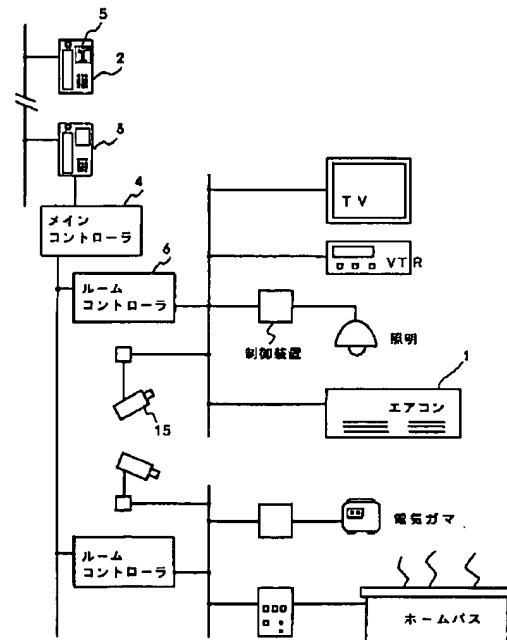 5
2
3
4
メイン
コントローラ
6
ルーム
コントローラ
TV
VTR
制御装置
照明
1
エアコン
15
ルーム
コントローラ
電気ガマ
ホームバス